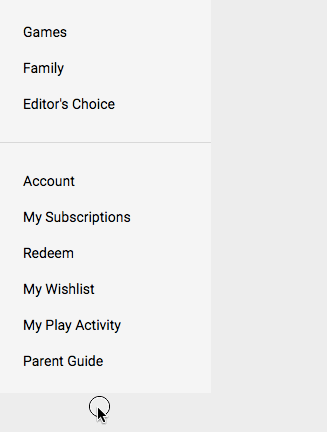 Games
Family
Editor's Choice
Account
My Subscriptions
Redeem
My Wishlist
My Play Activity
Parent Guide